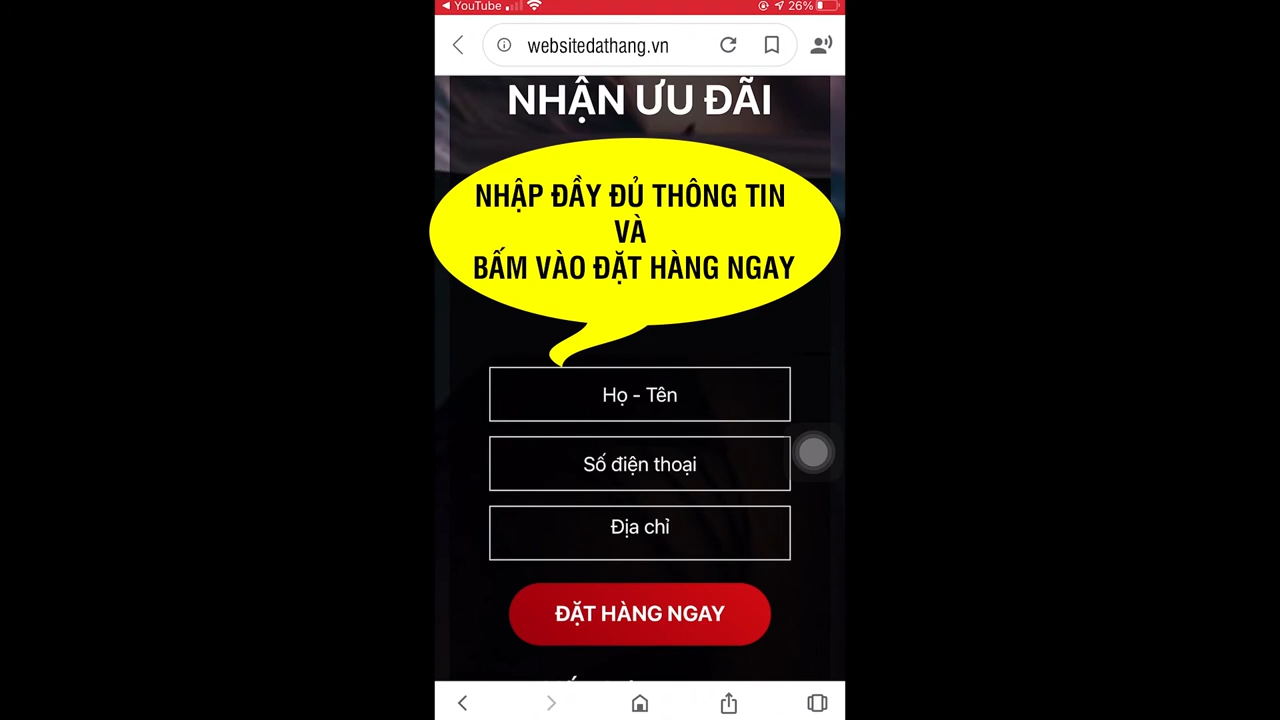 YouTube
26%
websitedathang.vn
NHẬN ƯU ĐÃI
NHẬP ĐẦY ĐỦ THÔNG TIN
VÀ
BẤM VÀO ĐẶT HÀNG NGAY
Họ - Tên
Số điện thoại
Địa chỉ
ĐẶT HÀNG NGAY